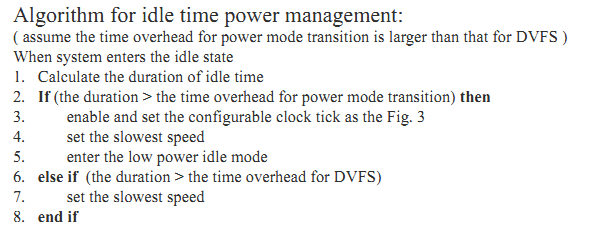 Algorithm for idle time power management:
( assume the time overhead for power mode transition is larger than that for DVFS )
When system enters the idle state
1. Calculate the duration of idle time
2. If (the duration > the time overhead for power mode transition) then
3. enable and set the configurable clock tick as the Fig. 3
4. set the slowest speed
5. enter the low power idle mode
6. else if (the duration > the time overhead for DVFS)
7. set the slowest speed
8. end if